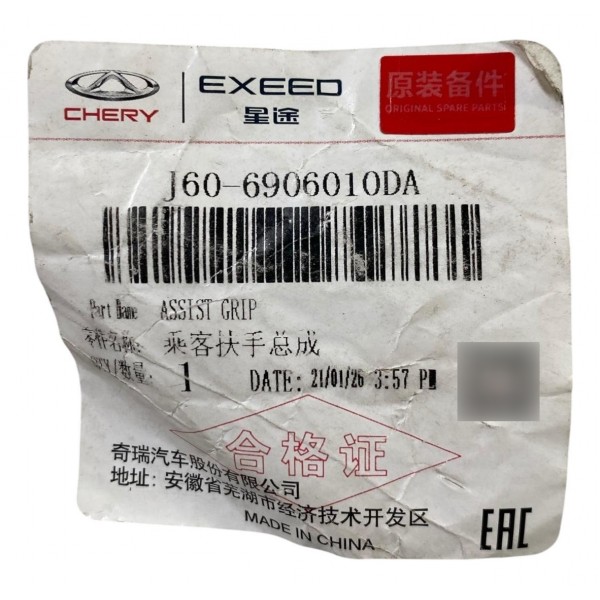 CHERY
EXEED
星途
原装备件
ORIGINAL SPARE PARTS
J60-6906010DA
Part Name ASSIST GRIP
零件名称: 乘客扶手总成
QTY/数量: 1 DATE: 21/01/26 3:57 PM
合格证
奇瑞汽车股份有限公司
地址: 安徽省芜湖市经济技术开发区
MADE IN CHINA
EAC